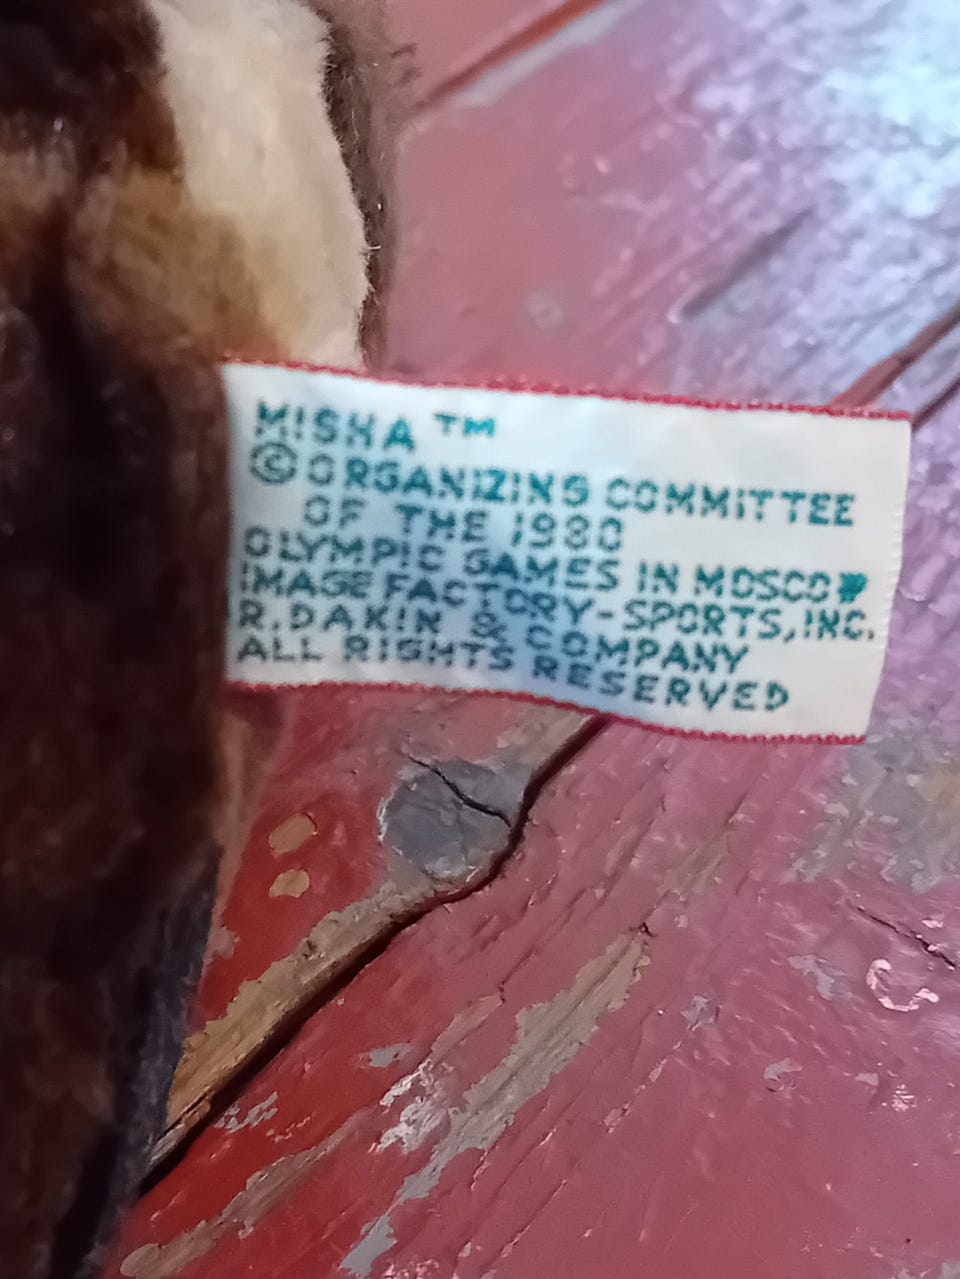 MISHA ™
© ORGANIZING COMMITTEE
OF THE 1980
OLYMPIC GAMES IN MOSCOW
IMAGE FACTORY-SPORTS, INC.
R. DAKIN & COMPANY
ALL RIGHTS RESERVED